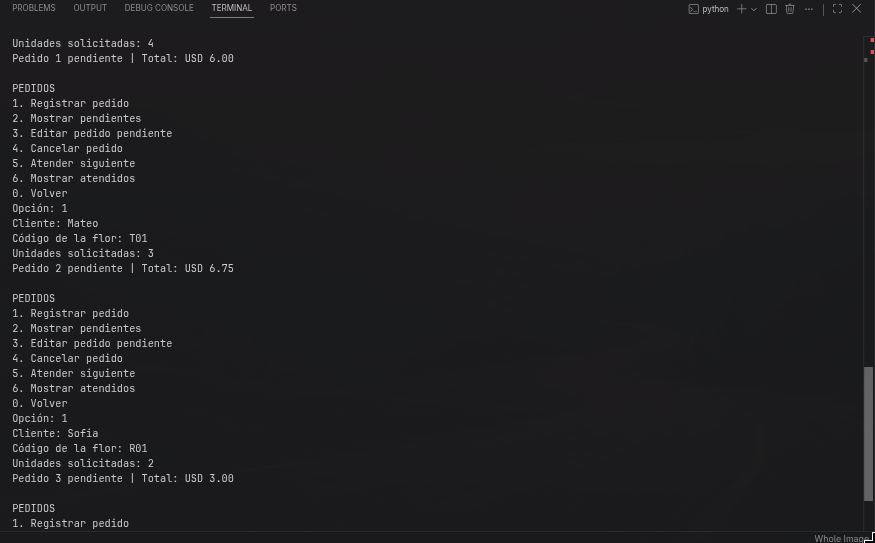 PROBLEMS OUTPUT DEBUG CONSOLE TERMINAL PORTS python
Unidades solicitadas: 4
Pedido 1 pendiente | Total: USD 6.00
PEDIDOS
1. Registrar pedido
2. Mostrar pendientes
3. Editar pedido pendiente
4. Cancelar pedido
5. Atender siguiente
6. Mostrar atendidos
0. Volver
Opción: 1
Cliente: Mateo
Código de la flor: T01
Unidades solicitadas: 3
Pedido 2 pendiente | Total: USD 6.75
PEDIDOS
1. Registrar pedido
2. Mostrar pendientes
3. Editar pedido pendiente
4. Cancelar pedido
5. Atender siguiente
6. Mostrar atendidos
0. Volver
Opción: 1
Cliente: Sofia
Código de la flor: R01
Unidades solicitadas: 2
Pedido 3 pendiente | Total: USD 3.00
PEDIDOS
1. Registrar pedido
Whole Image